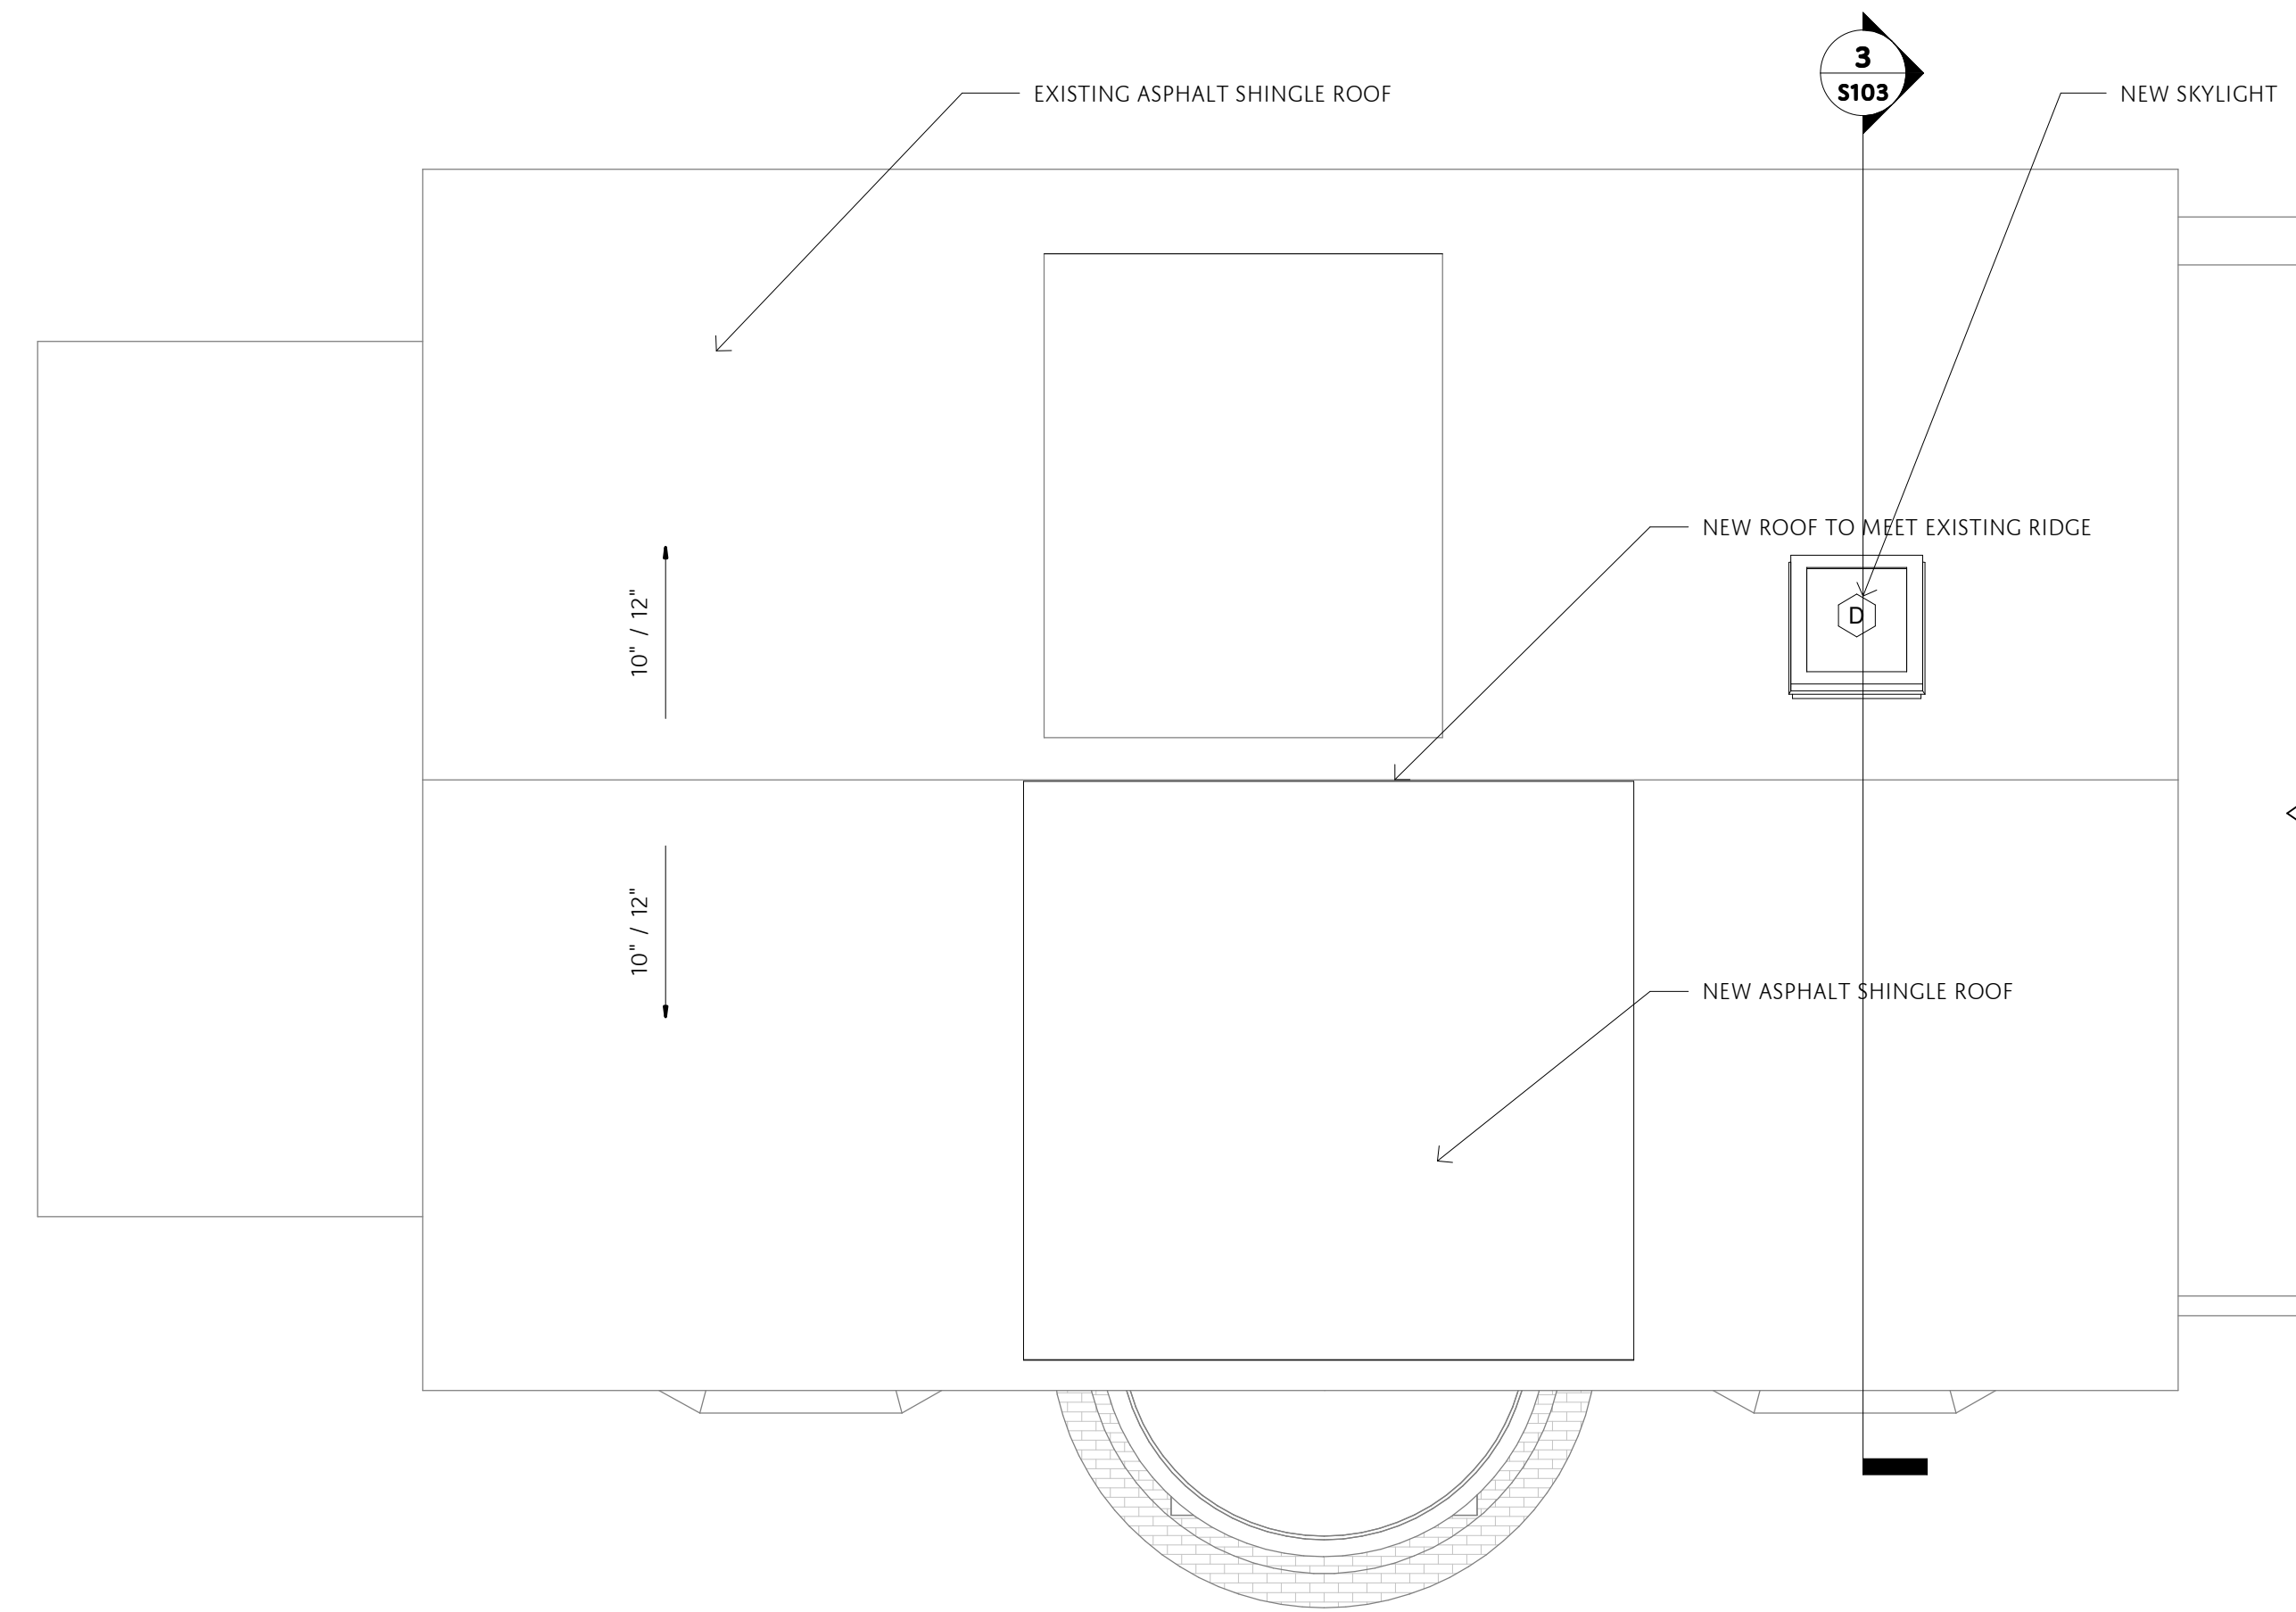 3
S103
EXISTING ASPHALT SHINGLE ROOF
NEW SKYLIGHT
NEW ROOF TO MEET EXISTING RIDGE
10" / 12"
D
10" / 12"
NEW ASPHALT SHINGLE ROOF